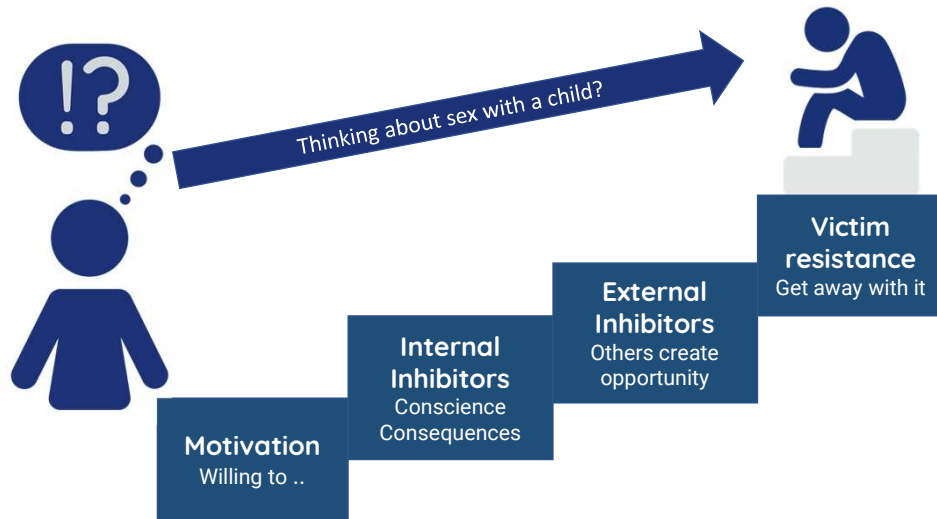 !?
Thinking about sex with a child?
Victim
resistance
Get away with it
External
Inhibitors
Others create
opportunity
Internal
Inhibitors
Conscience
Consequences
Motivation
Willing to ..